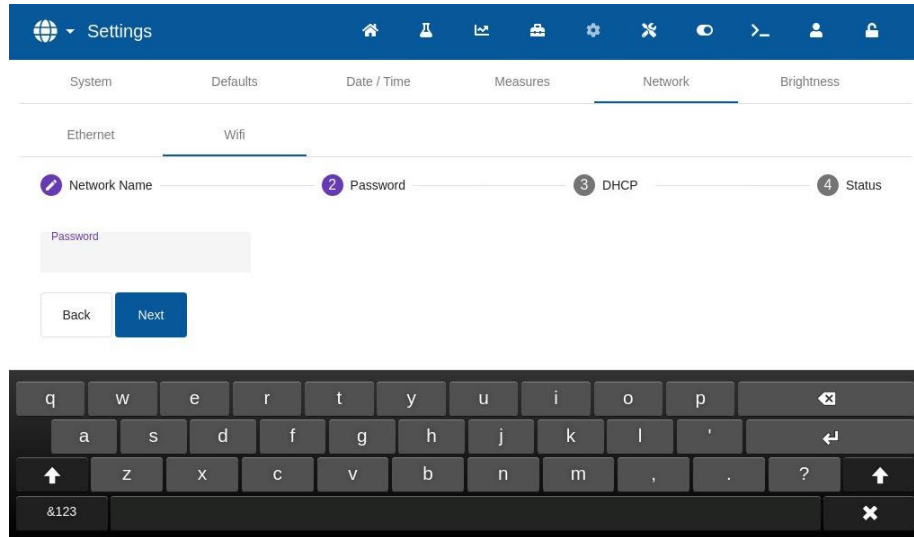 Settings >_
System Defaults Date / Time Measures Network Brightness
Ethernet Wifi
Network Name 2 Password 3 DHCP 4 Status
Password
Back Next
q w e r t y u i o p
a s d f g h j k l '
z x c v b n m , . ?
&123